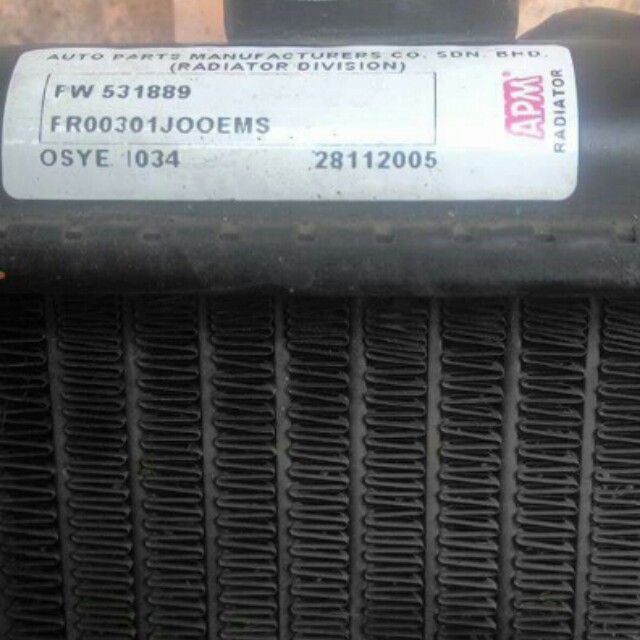 AUTO PARTS MANUFACTURERS CO. SDN. BHD.
(RADIATOR DIVISION)
PW 531889
FR00301JOOEMS
OSYE 1034 28112005
APM®
RADIATOR